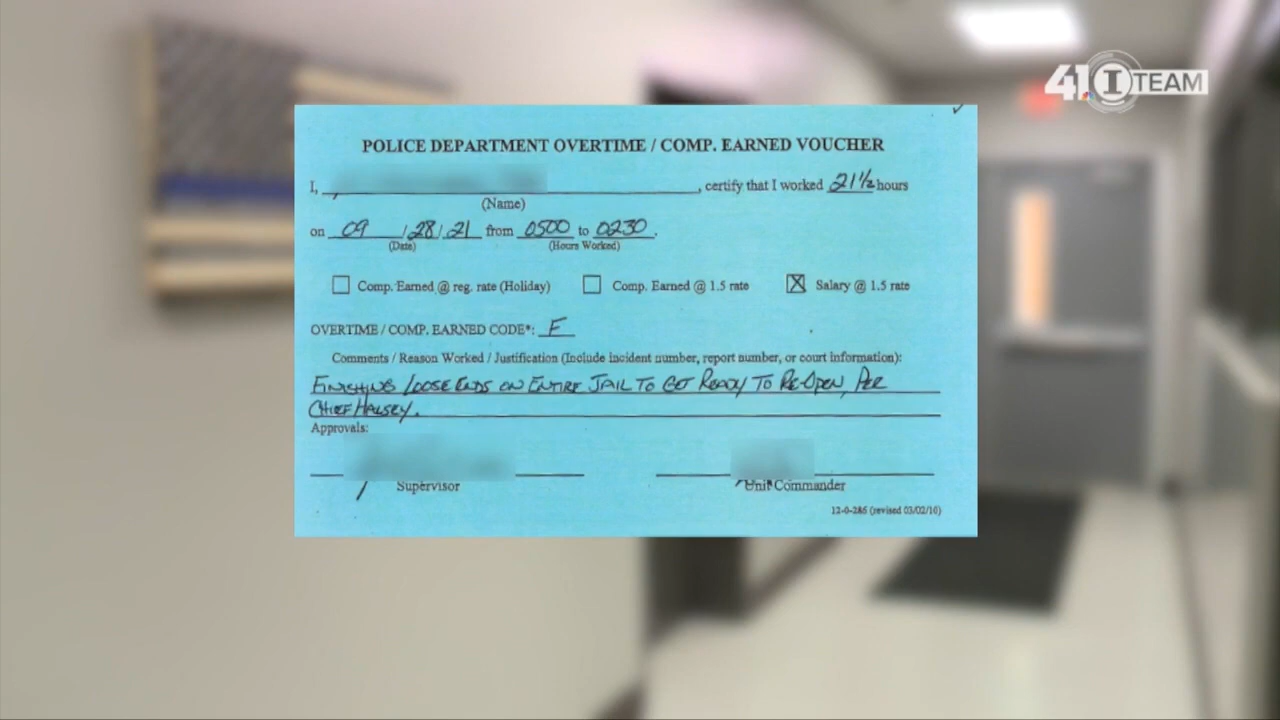 41 I TEAM
POLICE DEPARTMENT OVERTIME / COMP. EARNED VOUCHER
I, , certify that I worked 21½ hours
(Name)
on 09 / 28 / 21 from 0500 to 0230.
(Date) (Hours Worked)
Comp. Earned @ reg. rate (Holiday) Comp. Earned @ 1.5 rate ☒ Salary @ 1.5 rate
OVERTIME / COMP. EARNED CODE*: F
Comments / Reason Worked / Justification (Include incident number, report number, or court information):
FINISHING LOOSE ENDS ON ENTIRE JAIL TO GET READY TO RE-OPEN, PER
CHIEF HALSEY.
Approvals:
Supervisor Unit Commander
12-0-286 (revised 03/02/10)